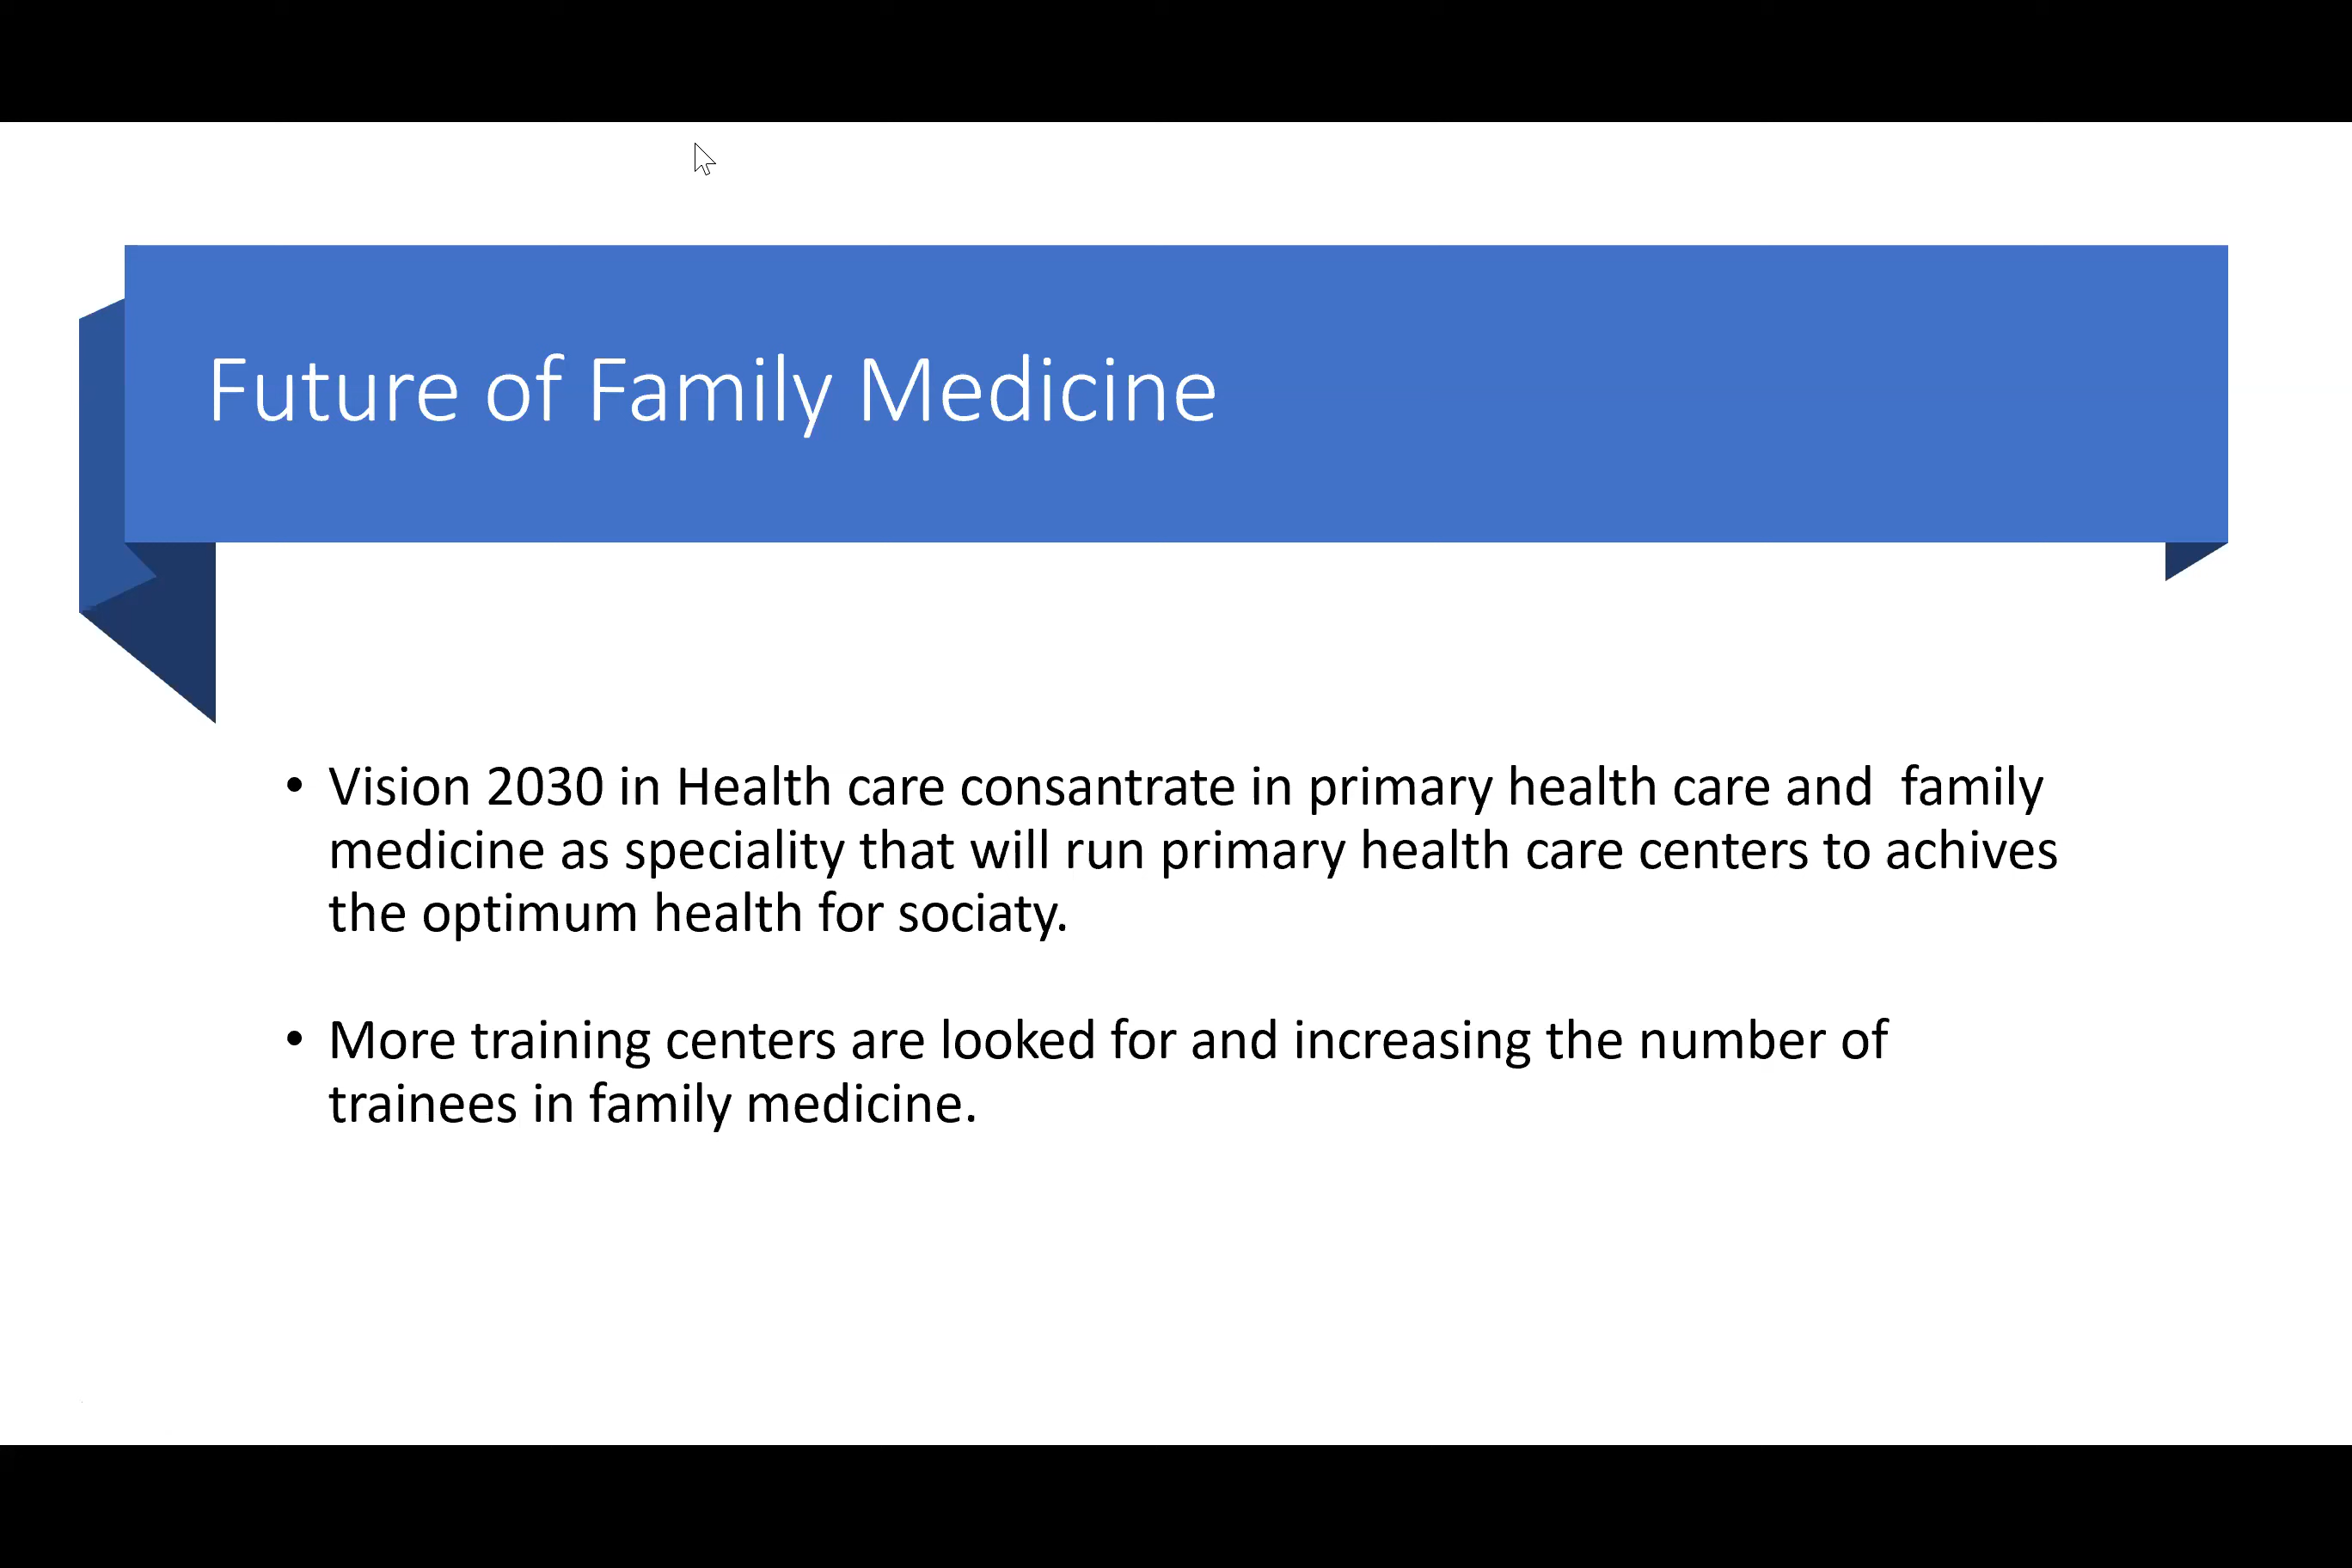 Future of Family Medicine
• Vision 2030 in Health care consantrate in primary health care and  family
medicine as speciality that will run primary health care centers to achives
the optimum health for sociaty.
• More training centers are looked for and increasing the number of
trainees in family medicine.